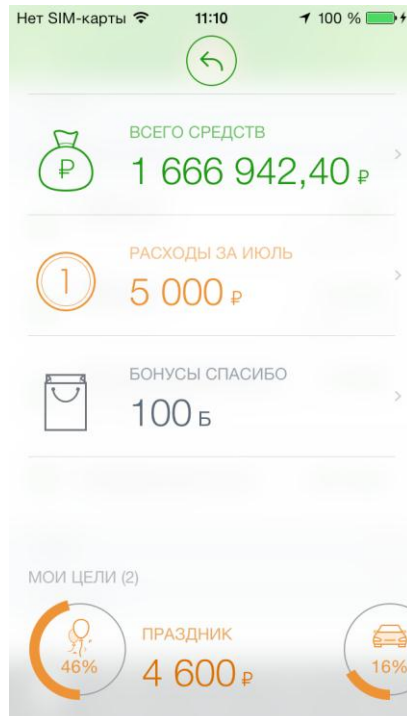 Нет SIM-карты 11:10 100 %
ВСЕГО СРЕДСТВ
₽
1 666 942,40 ₽
РАСХОДЫ ЗА ИЮЛЬ
1
5 000 ₽
БОНУСЫ СПАСИБО
100 Б
МОИ ЦЕЛИ (2)
ПРАЗДНИК
46%
4 600 ₽
16%